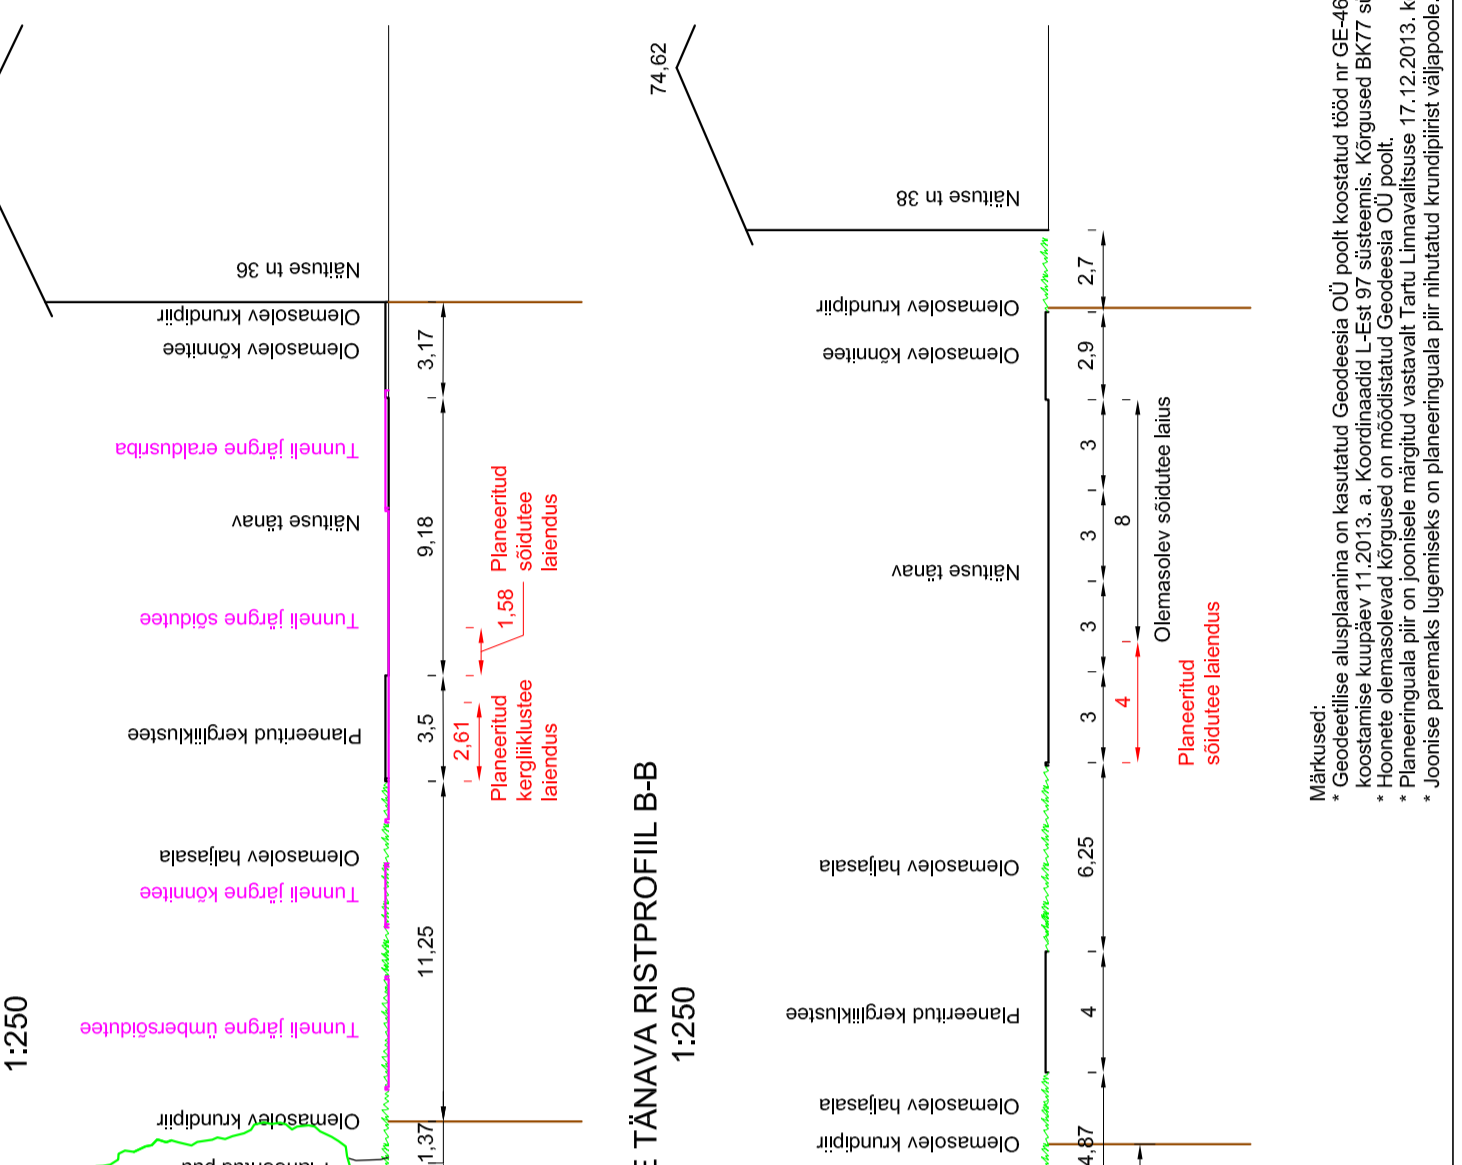 1:250
Näituse tn 36
Olemasolev krundipiir
Olemasolev kõnnitee
Tunneli järgne eraldusriba
Näituse tänav
Tunneli järgne sõidutee
Planeeritud kergliiklustee
Olemasolev haljasala
Tunneli järgne kõnnitee
Tunneli järgne ümbersõidutee
Olemasolev krundipiir
3,17
9,18
3,5
11,25
1,37
1,58
Planeeritud
sõidutee
laiendus
2,61
Planeeritud
kergliiklustee
laiendus
E TÄNAVA RISTPROFIIL B-B
1:250
74,62
Näituse tn 38
Olemasolev krundipiir
Olemasolev kõnnitee
Näituse tänav
Olemasolev haljasala
Planeeritud kergliiklustee
Olemasolev haljasala
Olemasolev krundipiir
2,7
2,9
3
3
3
3
6,25
4
4,87
8
Olemasolev sõidutee laius
4
Planeeritud
sõidutee laiendus
Märkused:
* Geodeetilise alusplaanina on kasutatud Geodeesia OÜ poolt koostatud tööd nr GE-46
koostamise kuupäev 11.2013. a. Koordinaadid L-Est 97 süsteemis. Kõrgused BK77
* Hoonete olemasolevad kõrgused on mõõdistatud Geodeesia OÜ poolt.
* Planeeringuala piir on joonisele märgitud vastavalt Tartu Linnavalitsuse 17.12.2013.
* Joonise paremaks lugemiseks on planeeringuala piir nihutatud krundipiirist väljapoole.